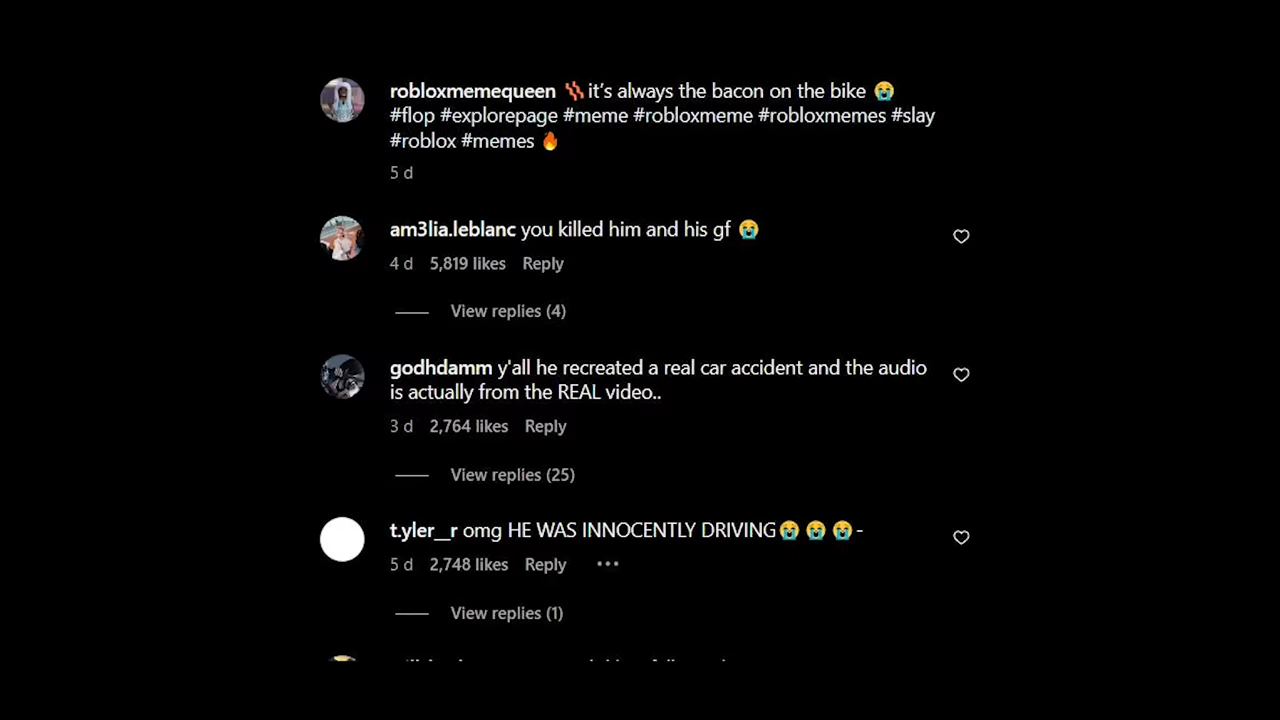 robloxmemequeen 🥓it's always the bacon on the bike 😭
#flop #explorepage #meme #robloxmeme #robloxmemes #slay
#roblox #memes 🔥
5 d
am3lia.leblanc you killed him and his gf 😭
4 d 5,819 likes Reply
View replies (4)
godhdamm y'all he recreated a real car accident and the audio
is actually from the REAL video..
3 d 2,764 likes Reply
View replies (25)
t.yler__r omg HE WAS INNOCENTLY DRIVING😭😭😭-
5 d 2,748 likes Reply •••
View replies (1)